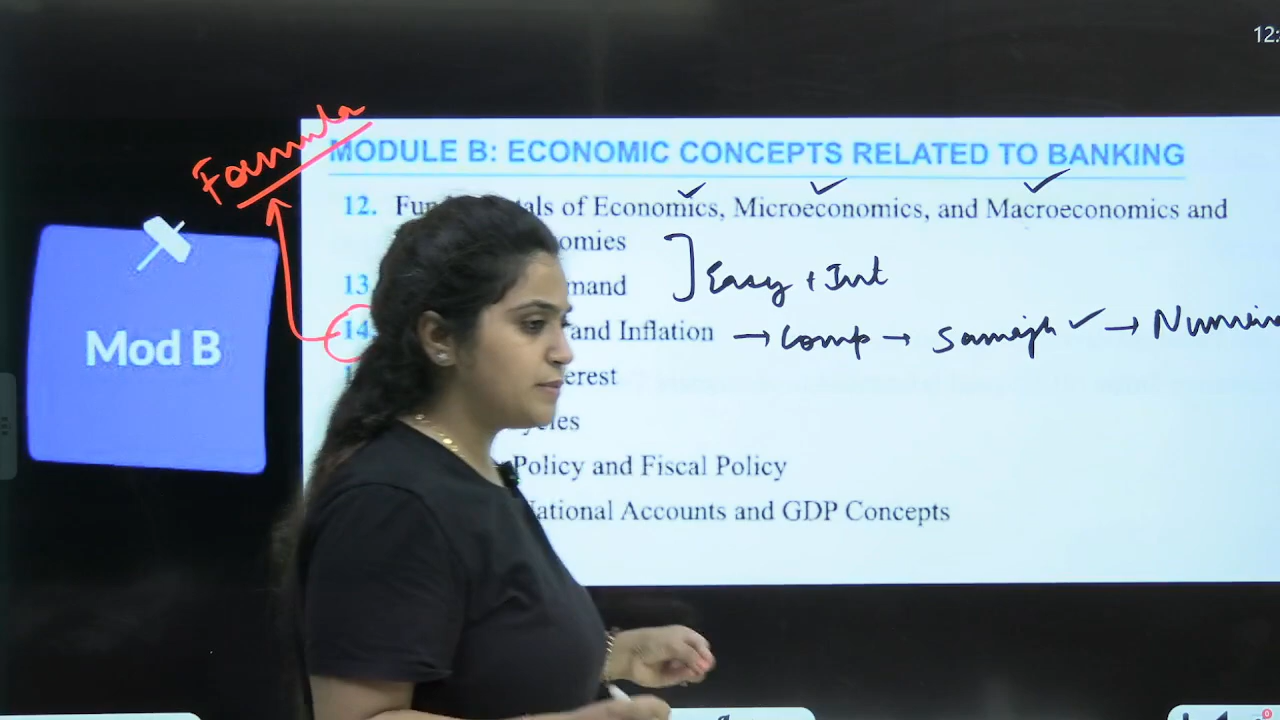 12:
Formula
MODULE B: ECONOMIC CONCEPTS RELATED TO BANKING
12. Fun als of Economics, Microeconomics, and Macroeconomics and
omies
13. mand
] Easy + Int
14. and Inflation → Comp → Samajh ✓ → Numeri
erest
ycles
Policy and Fiscal Policy
National Accounts and GDP Concepts
Mod B